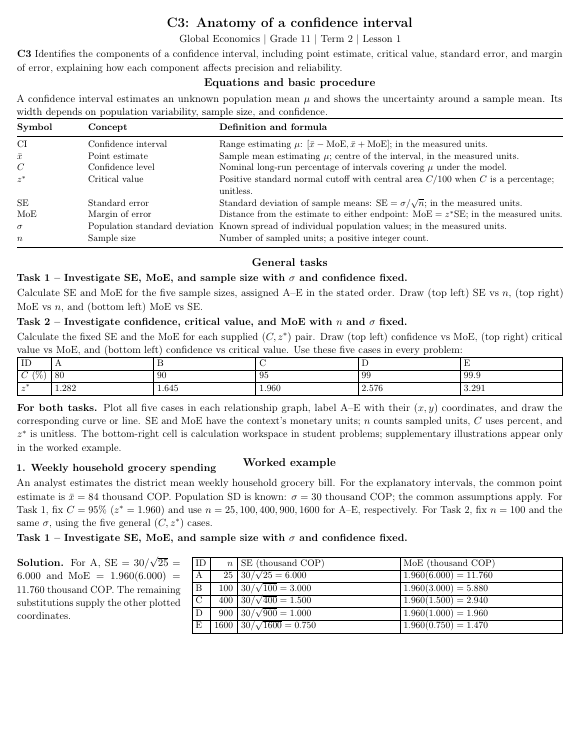 C3: Anatomy of a confidence interval
Global Economics | Grade 11 | Term 2 | Lesson 1
C3 Identifies the components of a confidence interval, including point estimate, critical value, standard error, and margin
of error, explaining how each component affects precision and reliability.
Equations and basic procedure
A confidence interval estimates an unknown population mean μ and shows the uncertainty around a sample mean. Its
width depends on population variability, sample size, and confidence.
Symbol Concept Definition and formula
CI Confidence interval Range estimating μ: [x̄ − MoE, x̄ + MoE]; in the measured units.
x̄ Point estimate Sample mean estimating μ; centre of the interval, in the measured units.
C Confidence level Nominal long-run percentage of intervals covering μ under the model.
z* Critical value Positive standard normal cutoff with central area C/100 when C is a percentage;
unitless.
SE Standard error Standard deviation of sample means: SE = σ/√n; in the measured units.
MoE Margin of error Distance from the estimate to either endpoint: MoE = z*SE; in the measured units.
σ Population standard deviation Known spread of individual population values; in the measured units.
n Sample size Number of sampled units; a positive integer count.
General tasks
Task 1 – Investigate SE, MoE, and sample size with σ and confidence fixed.
Calculate SE and MoE for the five sample sizes, assigned A–E in the stated order. Draw (top left) SE vs n, (top right)
MoE vs n, and (bottom left) MoE vs SE.
Task 2 – Investigate confidence, critical value, and MoE with n and σ fixed.
Calculate the fixed SE and the MoE for each supplied (C, z*) pair. Draw (top left) confidence vs MoE, (top right) critical
value vs MoE, and (bottom left) confidence vs critical value. Use these five cases in every problem:
ID A B C D E
C (%) 80 90 95 99 99.9
z* 1.282 1.645 1.960 2.576 3.291
For both tasks. Plot all five cases in each relationship graph, label A–E with their (x, y) coordinates, and draw the
corresponding curve or line. SE and MoE have the context's monetary units; n counts sampled units, C uses percent, and
z* is unitless. The bottom-right cell is calculation workspace in student problems; supplementary illustrations appear only
in the worked example.
Worked example
1. Weekly household grocery spending
An analyst estimates the district mean weekly household grocery bill. For the explanatory intervals, the common point
estimate is x̄ = 84 thousand COP. Population SD is known: σ = 30 thousand COP; the common assumptions apply. For
Task 1, fix C = 95% (z* = 1.960) and use n = 25, 100, 400, 900, 1600 for A–E, respectively. For Task 2, fix n = 100 and the
same σ, using the five general (C, z*) cases.
Task 1 – Investigate SE, MoE, and sample size with σ and confidence fixed.
Solution. For A, SE = 30/√25 =
6.000 and MoE = 1.960(6.000) =
11.760 thousand COP. The remaining
substitutions supply the other plotted
coordinates.
ID n SE (thousand COP) MoE (thousand COP)
A 25 30/√25 = 6.000 1.960(6.000) = 11.760
B 100 30/√100 = 3.000 1.960(3.000) = 5.880
C 400 30/√400 = 1.500 1.960(1.500) = 2.940
D 900 30/√900 = 1.000 1.960(1.000) = 1.960
E 1600 30/√1600 = 0.750 1.960(0.750) = 1.470